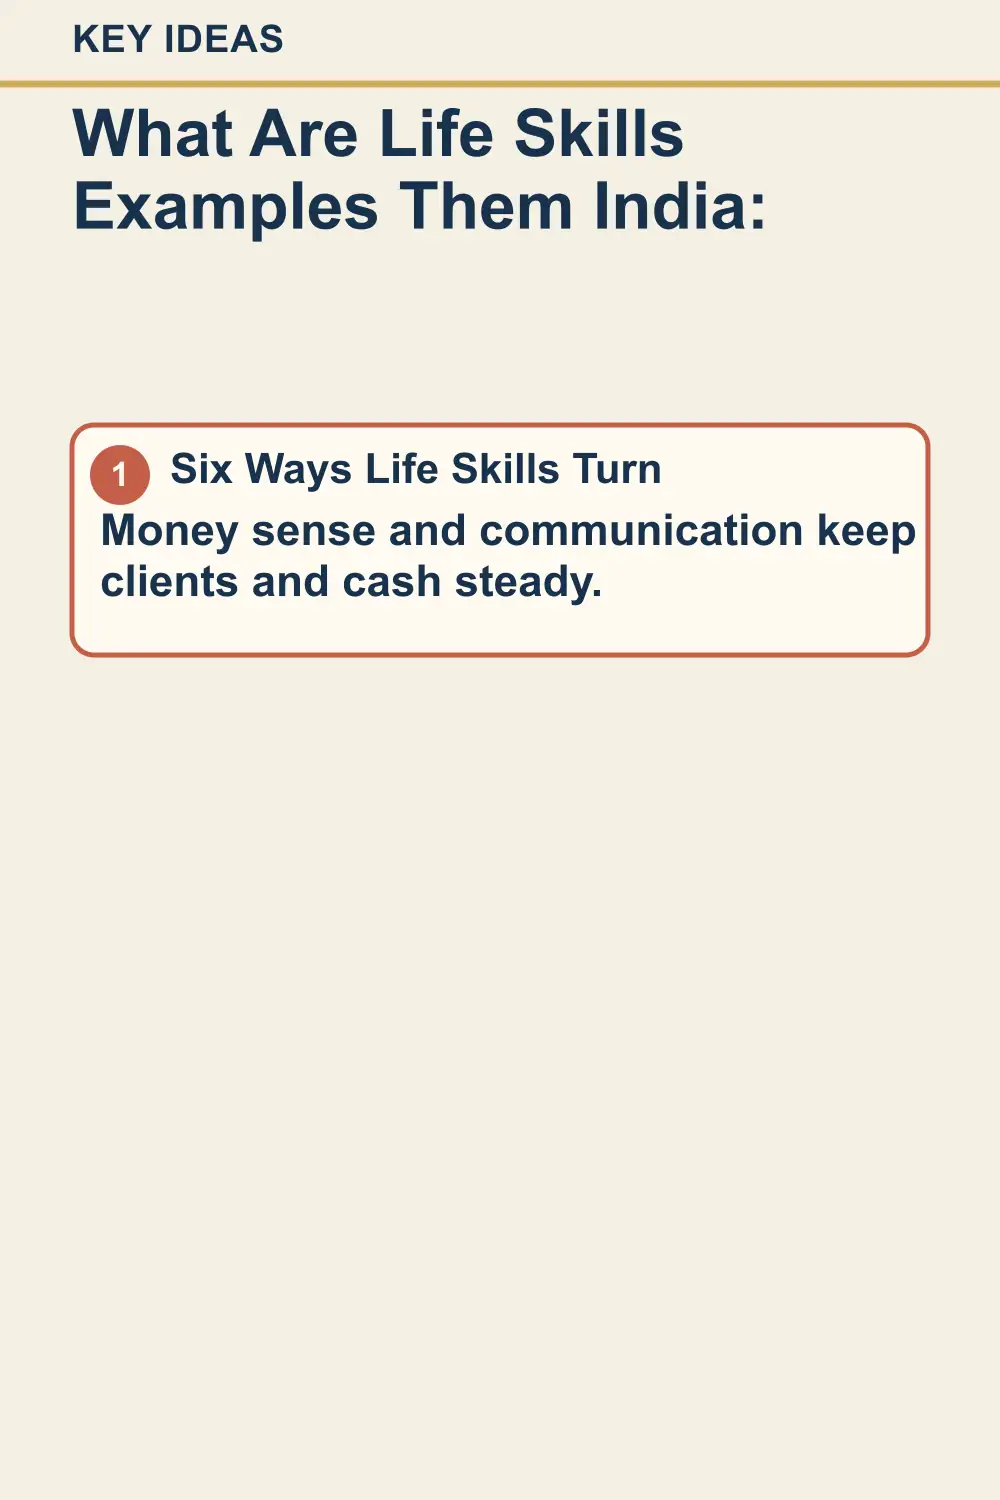 KEY IDEAS
What Are Life Skills
Examples Them India:
1 Six Ways Life Skills Turn
Money sense and communication keep
clients and cash steady.